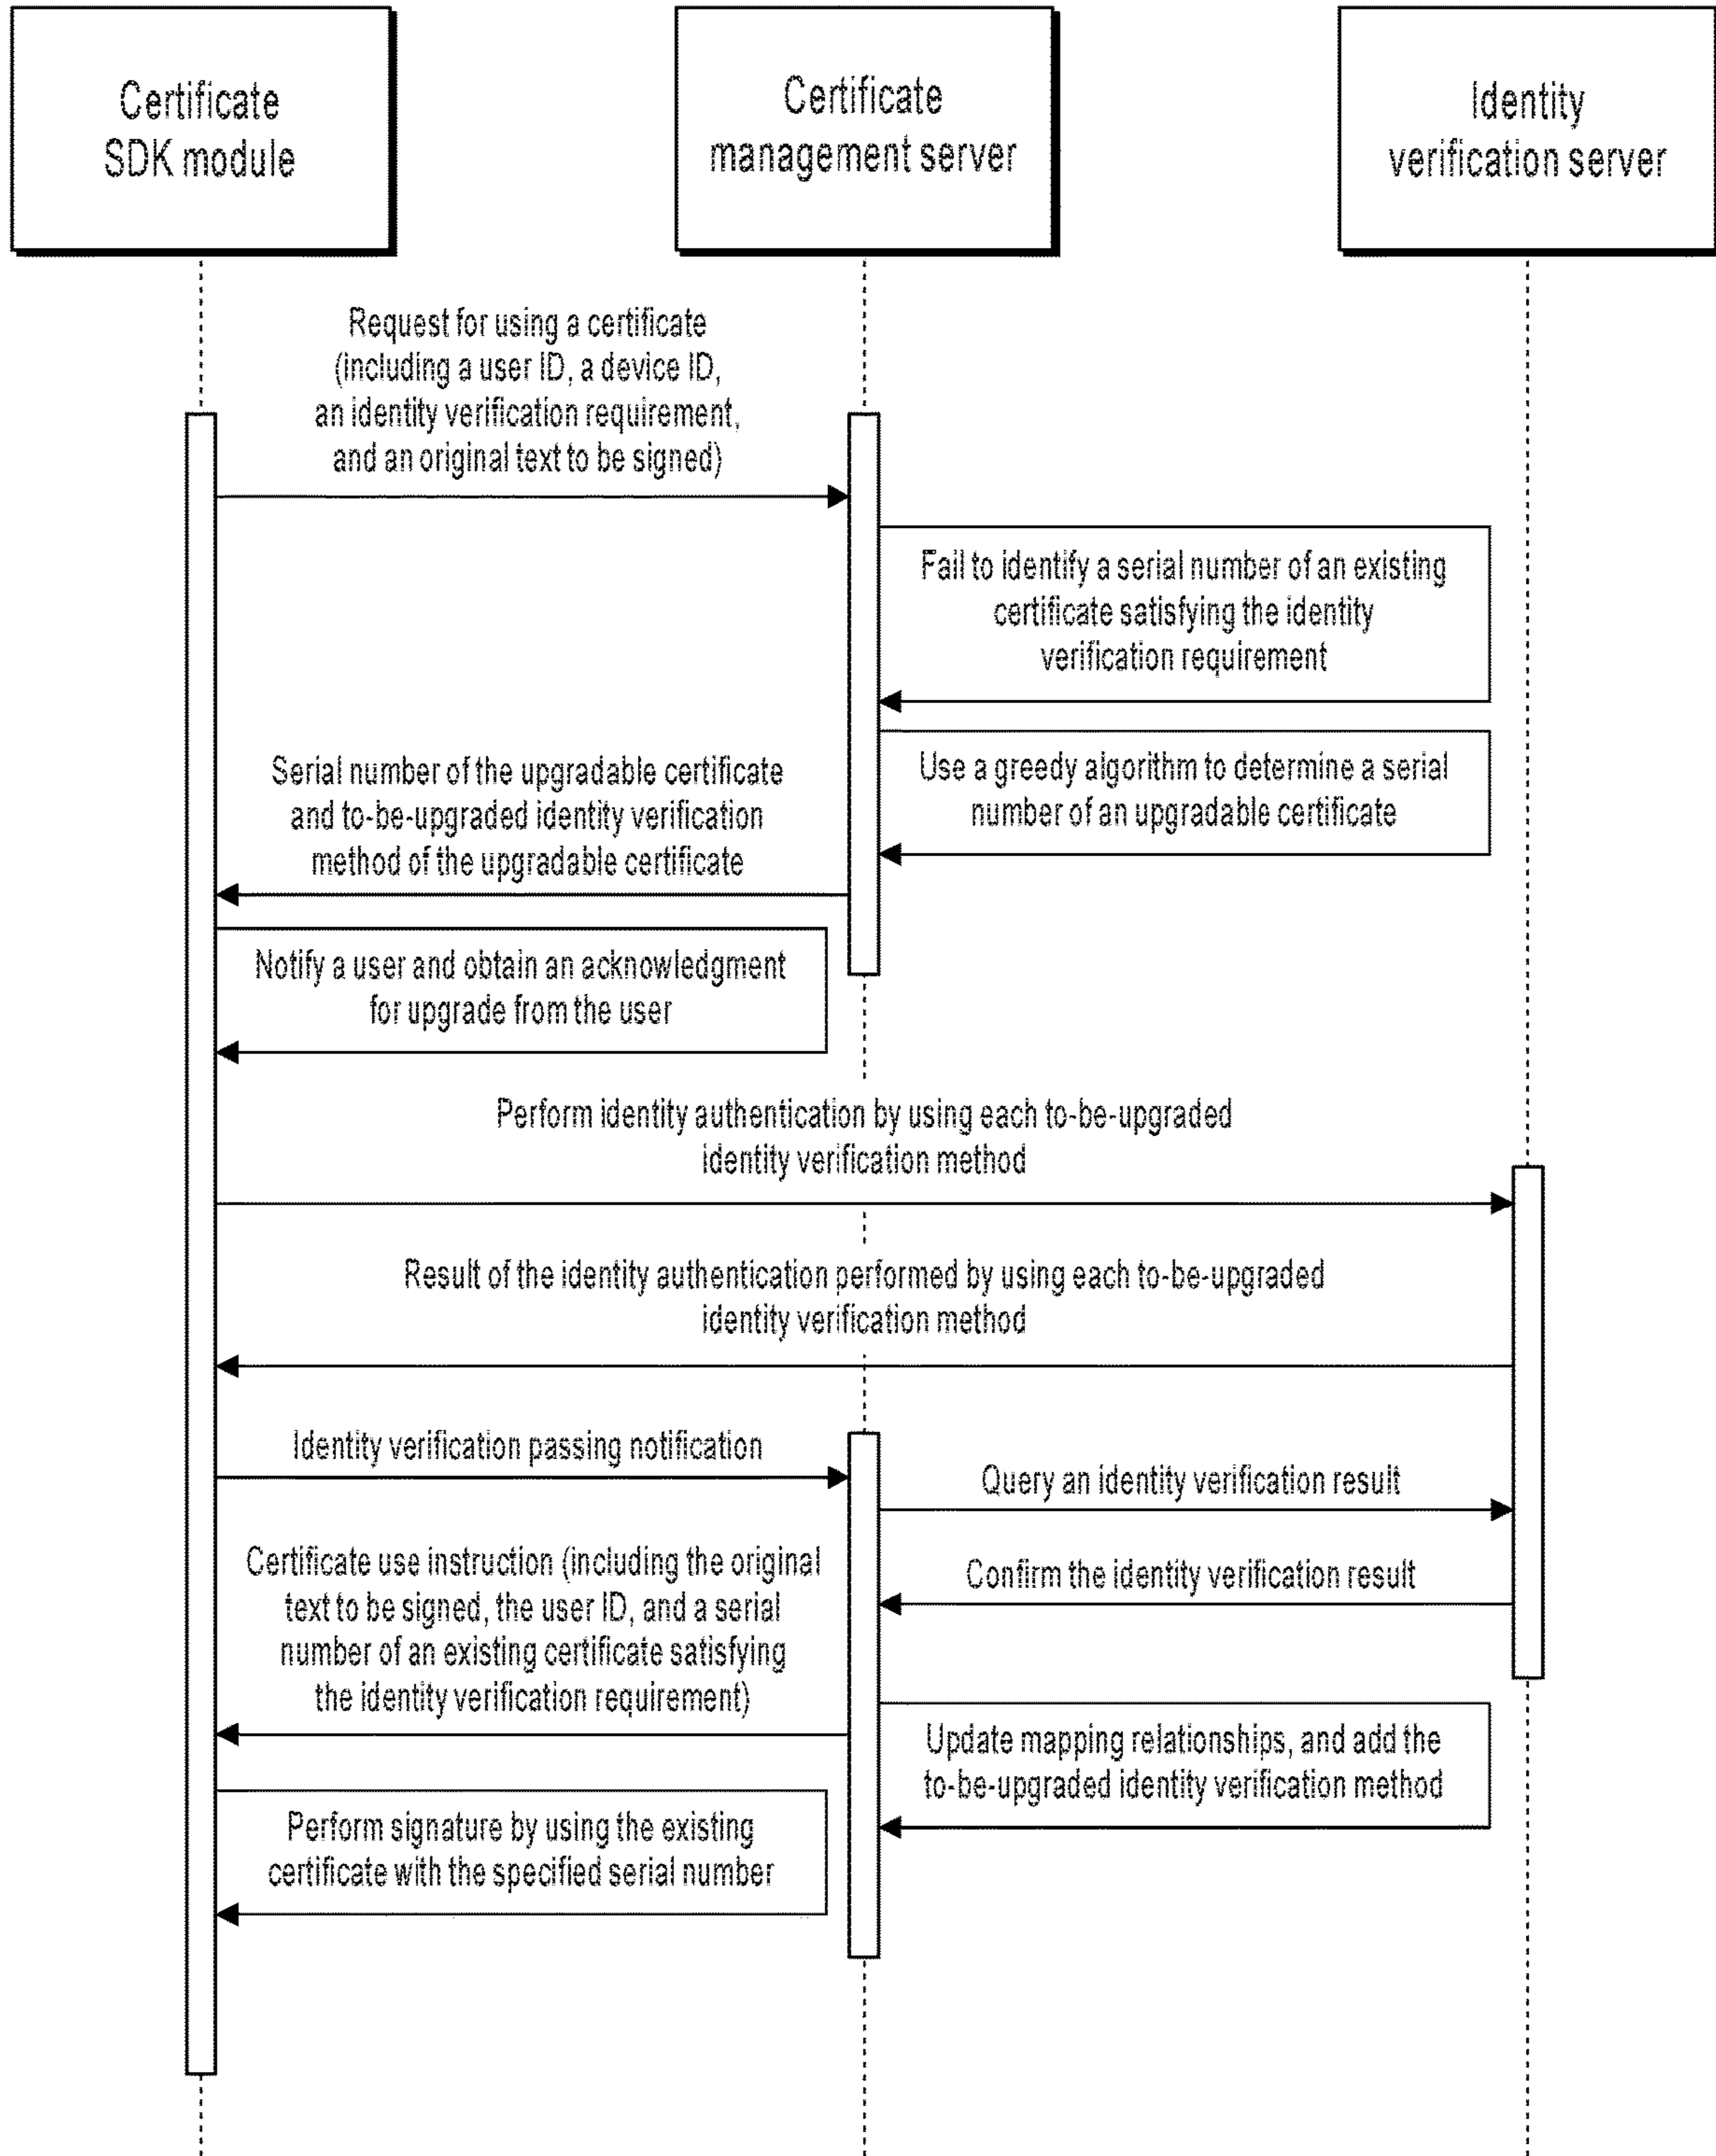 Certificate
SDK module
Certificate
management server
Identity
verification server
Request for using a certificate
(including a user ID, a device ID,
an identity verification requirement,
and an original text to be signed)
Fail to identify a serial number of an existing
certificate satisfying the identity
verification requirement
Use a greedy algorithm to determine a serial
number of an upgradable certificate
Serial number of the upgradable certificate
and to-be-upgraded identity verification
method of the upgradable certificate
Notify a user and obtain an acknowledgment
for upgrade from the user
Perform identity authentication by using each to-be-upgraded
identity verification method
Result of the identity authentication performed by using each to-be-upgraded
identity verification method
Identity verification passing notification
Query an identity verification result
Confirm the identity verification result
Certificate use instruction (including the original
text to be signed, the user ID, and a serial
number of an existing certificate satisfying
the identity verification requirement)
Update mapping relationships, and add the
to-be-upgraded identity verification method
Perform signature by using the existing
certificate with the specified serial number